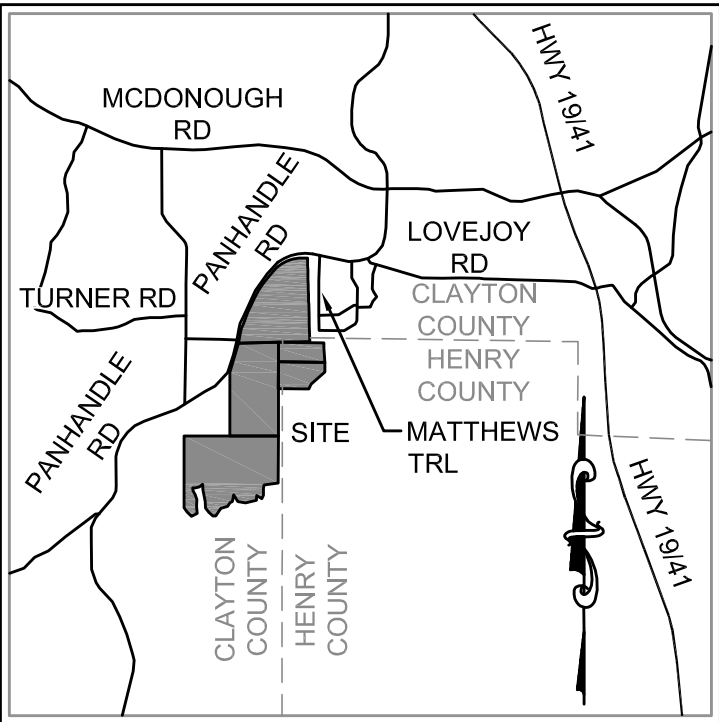 HWY 19/41
MCDONOUGH
RD
PANHANDLE
RD
LOVEJOY
RD
TURNER RD
CLAYTON
COUNTY
HENRY
COUNTY
PANHANDLE
RD
SITE
MATTHEWS
TRL
HWY 19/41
CLAYTON
COUNTY
HENRY
COUNTY